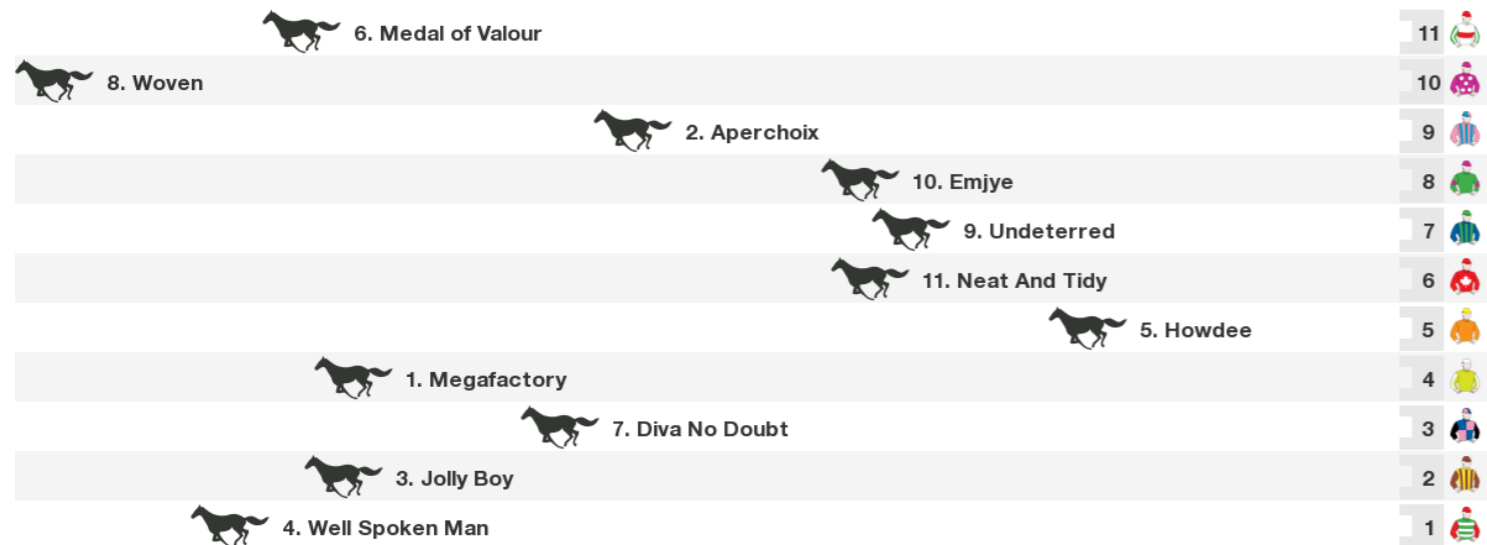 6. Medal of Valour 11
8. Woven 10
2. Aperchoix 9
10. Emjye 8
9. Undeterred 7
11. Neat And Tidy 6
5. Howdee 5
1. Megafactory 4
7. Diva No Doubt 3
3. Jolly Boy 2
4. Well Spoken Man 1